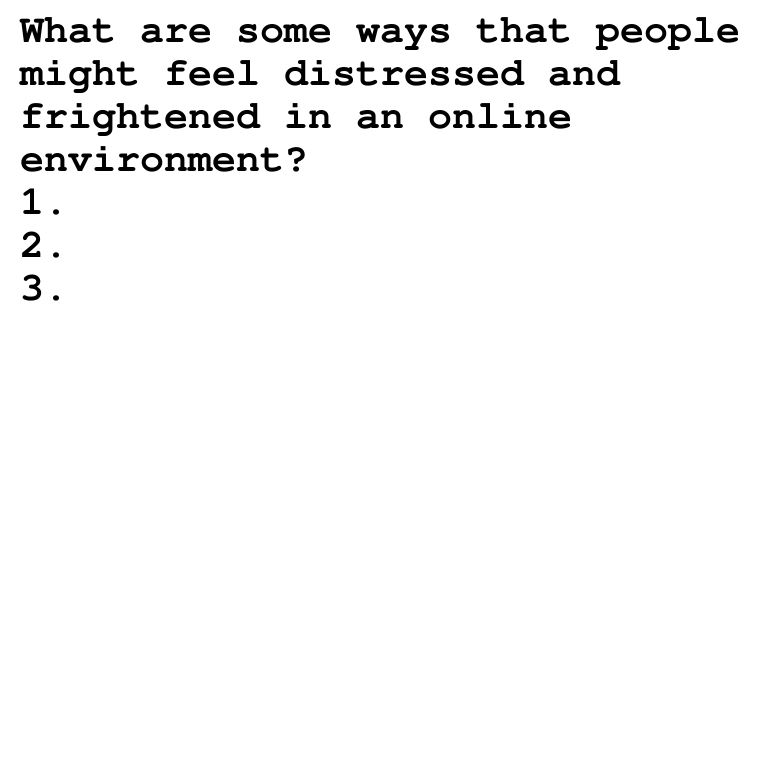 What are some ways that people
might feel distressed and
frightened in an online
environment?
1.
2.
3.